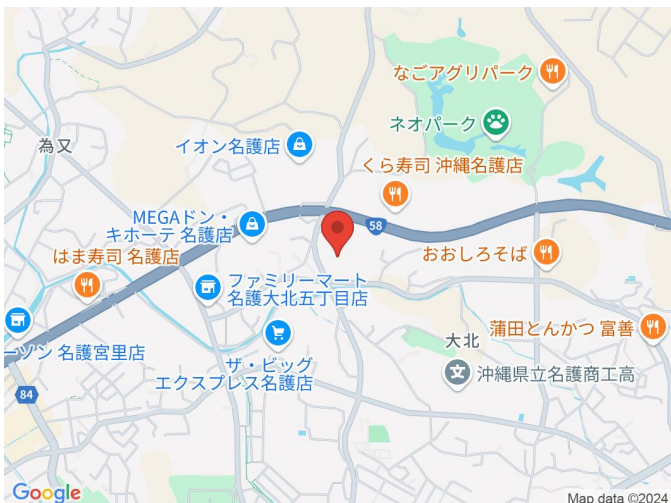 なごアグリパーク
ネオパーク
為又
イオン名護店
くら寿司 沖縄名護店
MEGAドン・
キホーテ 名護店
58
はま寿司 名護店
おおしろそば
ファミリーマート
名護大北五丁目店
蒲田とんかつ 富善
ーソン 名護宮里店
大北
ザ・ビッグ
エクスプレス名護店
沖縄県立名護商工高
84
Google
Map data ©2024